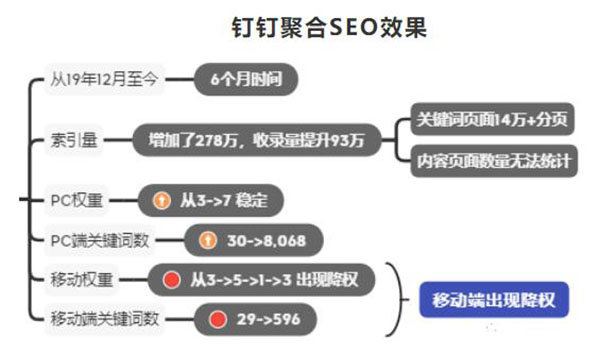 钉钉聚合SEO效果
从19年12月至今
6个月时间
索引量
增加了278万，收录量提升93万
关键词页面14万+分页
内容页面数量无法统计
PC权重
从3->7 稳定
PC端关键词数
30->8,068
移动权重
从3->5->1->3 出现降权
移动端关键词数
29->596
移动端出现降权